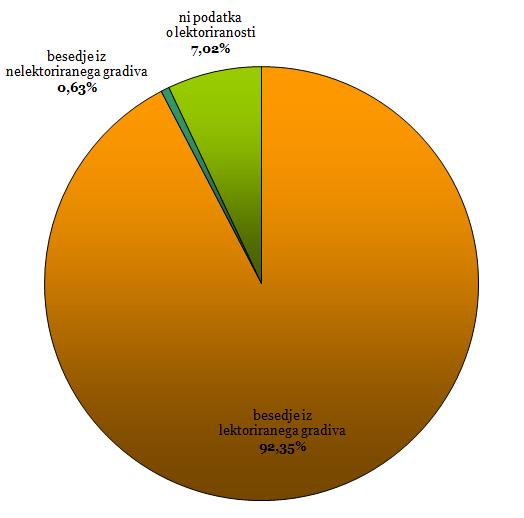 ni podatka
o lektoriranosti
7,02%
besedje iz
nelektoriranega gradiva
0,63%
besedje iz
lektoriranega gradiva
92,35%